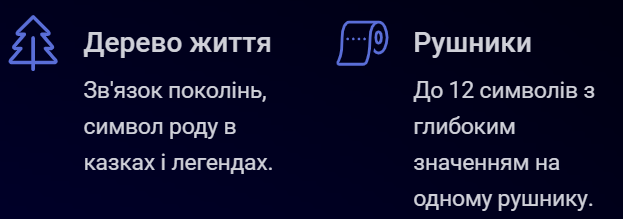 Дерево життя
Зв'язок поколінь,
символ роду в
казках і легендах.
Рушники
До 12 символів з
глибоким
значенням на
одному рушнику.